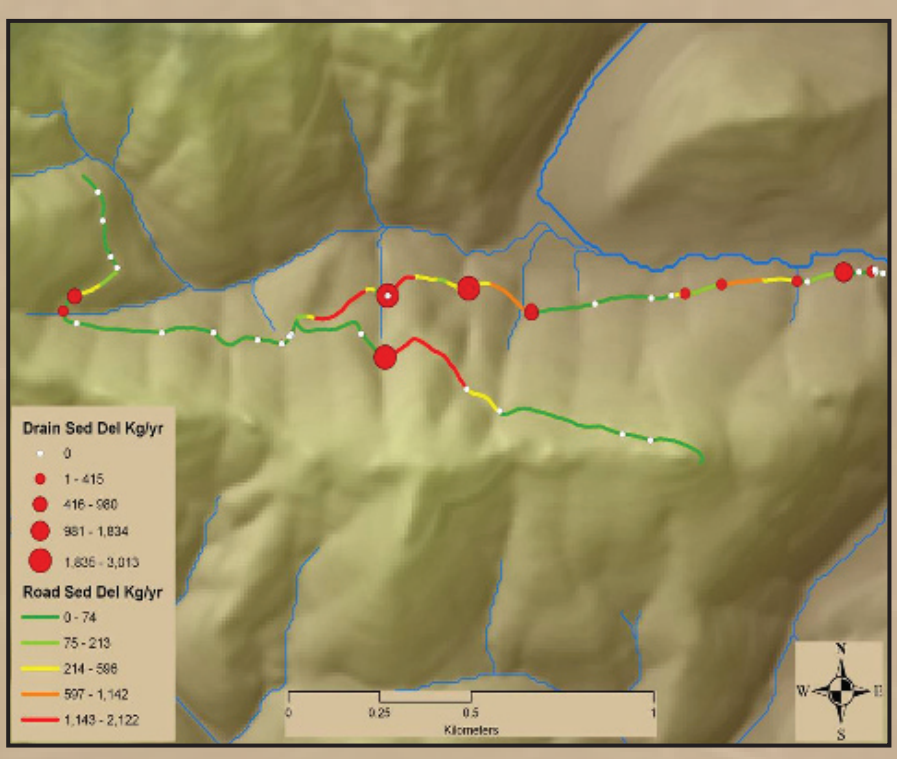 Drain Sed Del Kg/yr
0
1 - 415
416 - 980
981 - 1,834
1,835 - 3,013
Road Sed Del Kg/yr
0 - 74
75 - 213
214 - 596
597 - 1,142
1,143 - 2,122
0 0.25 0.5 1
Kilometers
N
W E
S